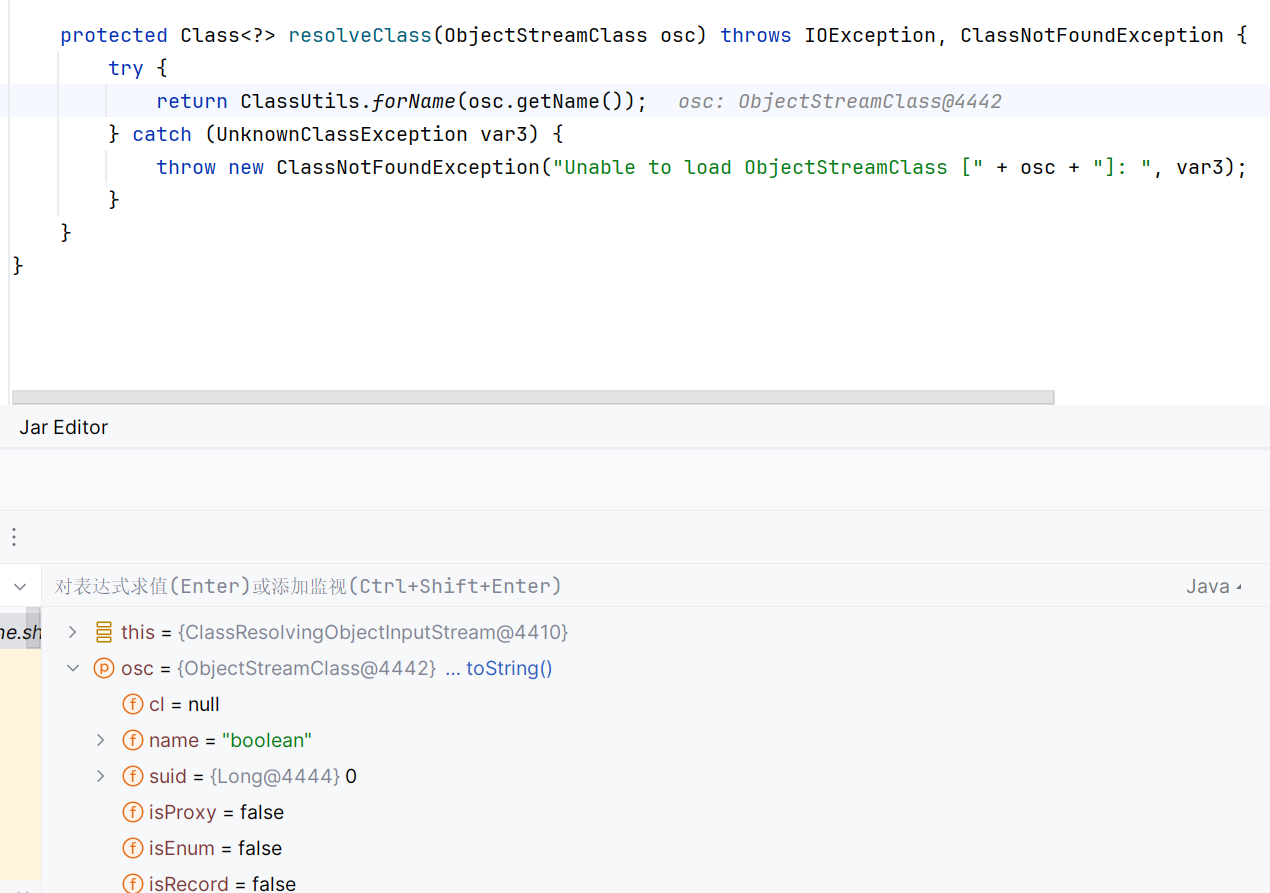 protected Class<?> resolveClass(ObjectStreamClass osc) throws IOException, ClassNotFoundException {
try {
return ClassUtils.forName(osc.getName()); osc: ObjectStreamClass@4442
} catch (UnknownClassException var3) {
throw new ClassNotFoundException("Unable to load ObjectStreamClass [" + osc + "]: ", var3);
}
}
}
Jar Editor
对表达式求值(Enter)或添加监视(Ctrl+Shift+Enter) Java
this = {ClassResolvingObjectInputStream@4410}
p osc = {ObjectStreamClass@4442} ... toString()
f cl = null
f name = "boolean"
f suid = {Long@4444} 0
f isProxy = false
f isEnum = false
f isRecord = false